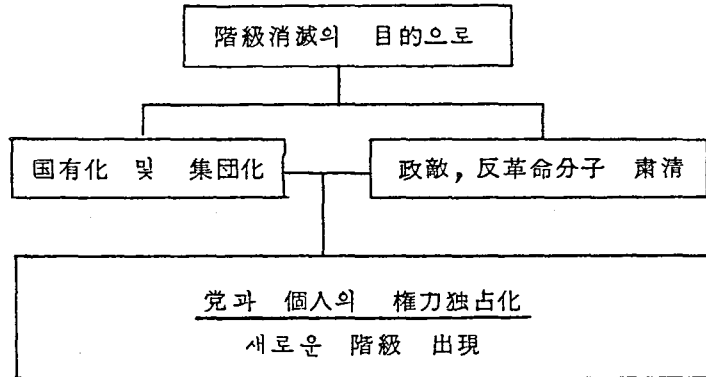 階級消滅의 目的으로
国有化 및 集団化
政敵, 反革命分子 粛清
党과 個人의 権力独占化
새로운 階級 出現